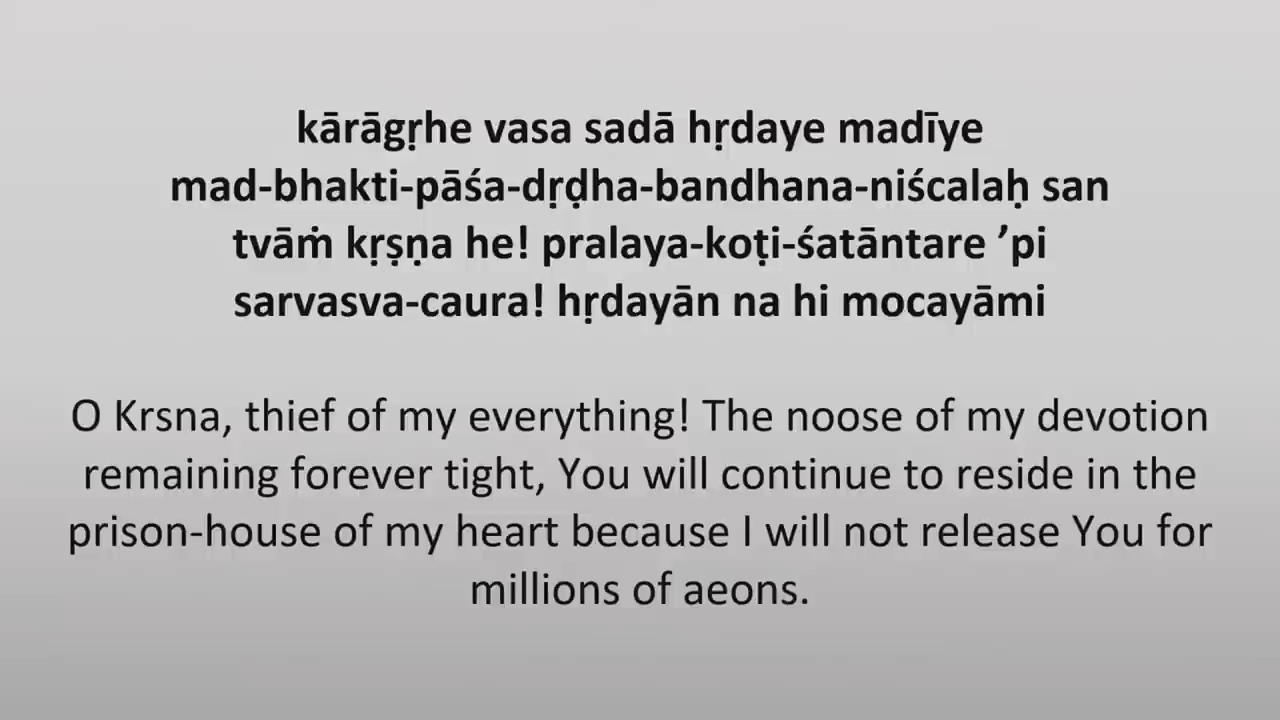 kārāgṛhe vasa sadā hṛdaye madīye
mad-bhakti-pāśa-dṛḍha-bandhana-niścalaḥ san
tvāṁ kṛṣṇa he! pralaya-koṭi-śatāntare ’pi
sarvasva-caura! hṛdayān na hi mocayāmi
O Krsna, thief of my everything! The noose of my devotion
remaining forever tight, You will continue to reside in the
prison-house of my heart because I will not release You for
millions of aeons.